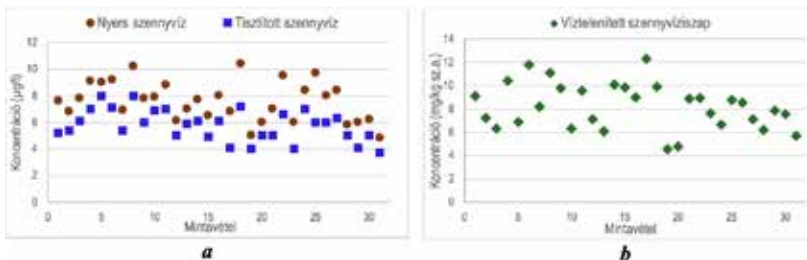 Nyers szennyvíz Tisztított szennyvíz
12
10
8
6
4
2
0
Koncentráció (µg/l)
0 5 10 15 20 25 30
Mintavétel
a
Víztelenített szennyvíziszap
14
12
10
8
6
4
2
0
Koncentráció (mg/kg sz.a.)
0 5 10 15 20 25 30
Mintavétel
b